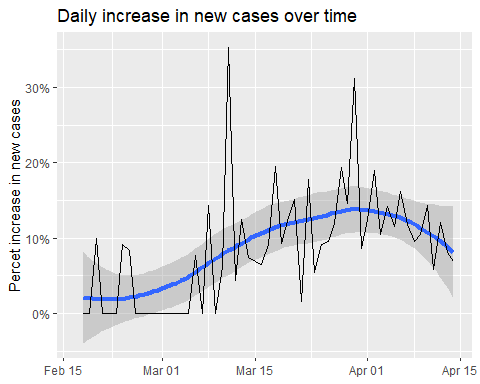 Daily increase in new cases over time
Percet increase in new cases
30%
20%
10%
0%
Feb 15 Mar 01 Mar 15 Apr 01 Apr 15